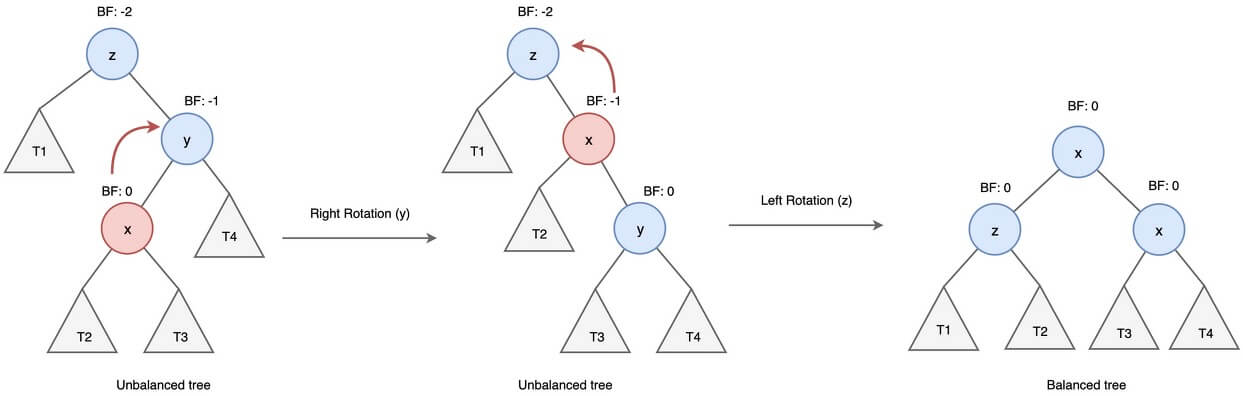 BF: -2
z
BF: -1
y
T1
BF: 0
x
T4
T2
T3
Unbalanced tree
Right Rotation (y)
BF: -2
z
BF: -1
x
T1
BF: 0
T2
y
T3
T4
Unbalanced tree
Left Rotation (z)
BF: 0
x
BF: 0
BF: 0
z
x
T1
T2
T3
T4
Balanced tree